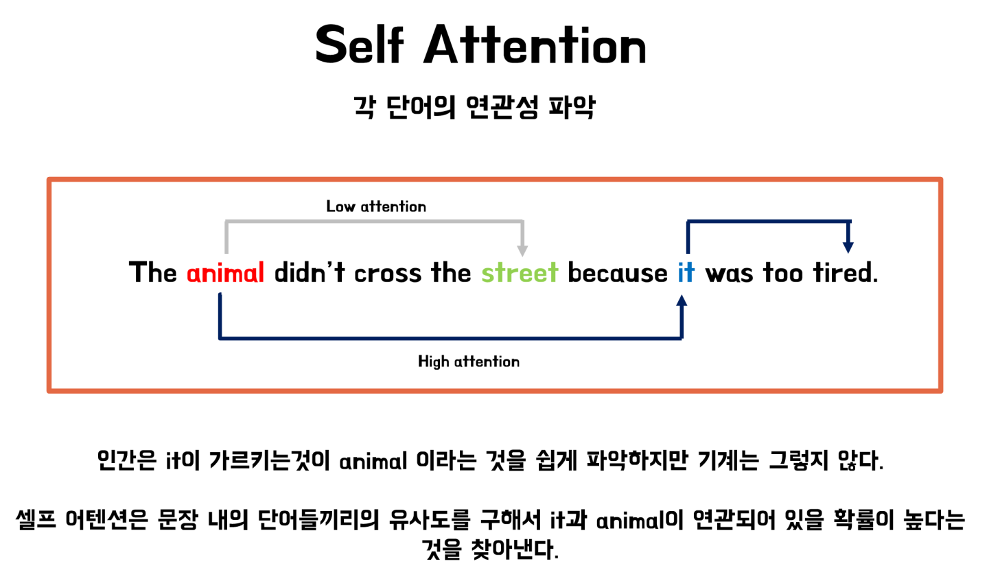 Self Attention
각 단어의 연관성 파악
Low attention
The animal didn’t cross the street because it was too tired.
High attention
인간은 it이 가르키는것이 animal 이라는 것을 쉽게 파악하지만 기계는 그렇지 않다.
셀프 어텐션은 문장 내의 단어들끼리의 유사도를 구해서 it과 animal이 연관되어 있을 확률이 높다는
것을 찾아낸다.